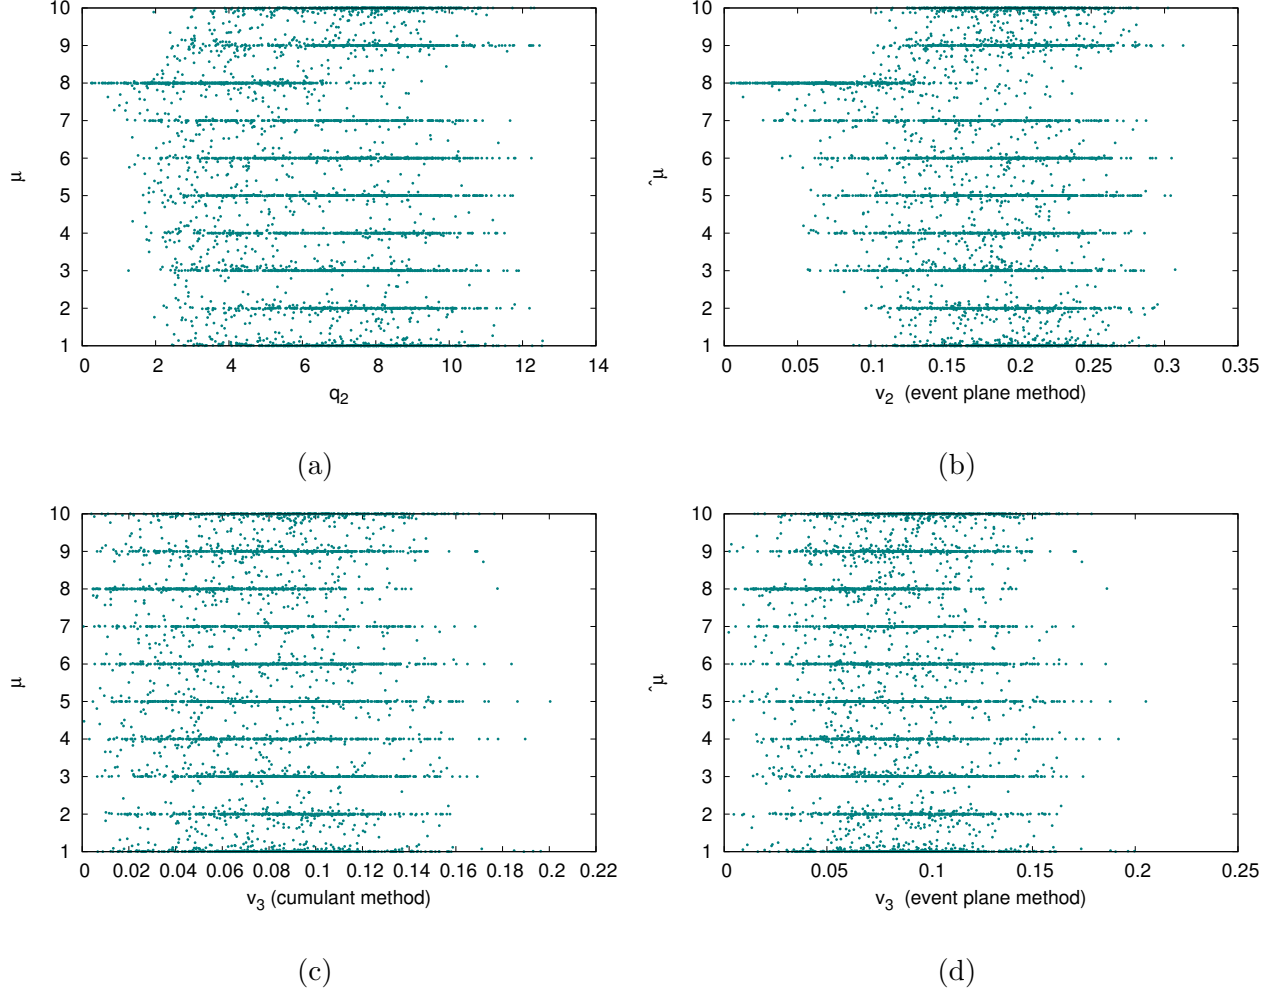 10
9
8
7
6
5
4
3
2
1
μ
0 2 4 6 8 10 12 14
q2
(a)
10
9
8
7
6
5
4
3
2
1
μ̂
0 0.05 0.1 0.15 0.2 0.25 0.3 0.35
v2 (event plane method)
(b)
10
9
8
7
6
5
4
3
2
1
μ
0 0.02 0.04 0.06 0.08 0.1 0.12 0.14 0.16 0.18 0.2 0.22
v3 (cumulant method)
(c)
10
9
8
7
6
5
4
3
2
1
μ̂
0 0.05 0.1 0.15 0.2 0.25
v3 (event plane method)
(d)